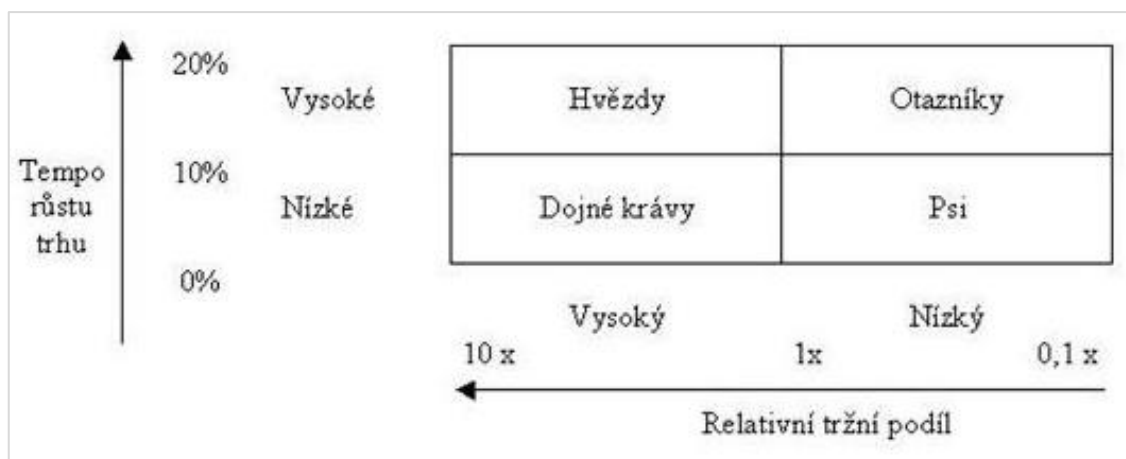 20%
Vysoké
Hvězdy
Otazníky
Tempo
růstu
trhu
10%
Nízké
Dojné krávy
Psi
0%
Vysoký
Nízký
10 x
1x
0,1 x
Relativní tržní podíl